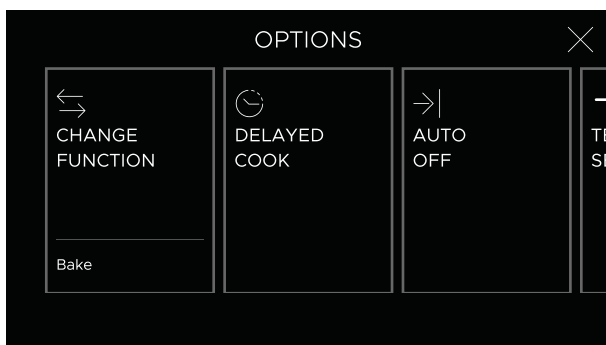 OPTIONS
CHANGE
FUNCTION
Bake
DELAYED
COOK
AUTO
OFF